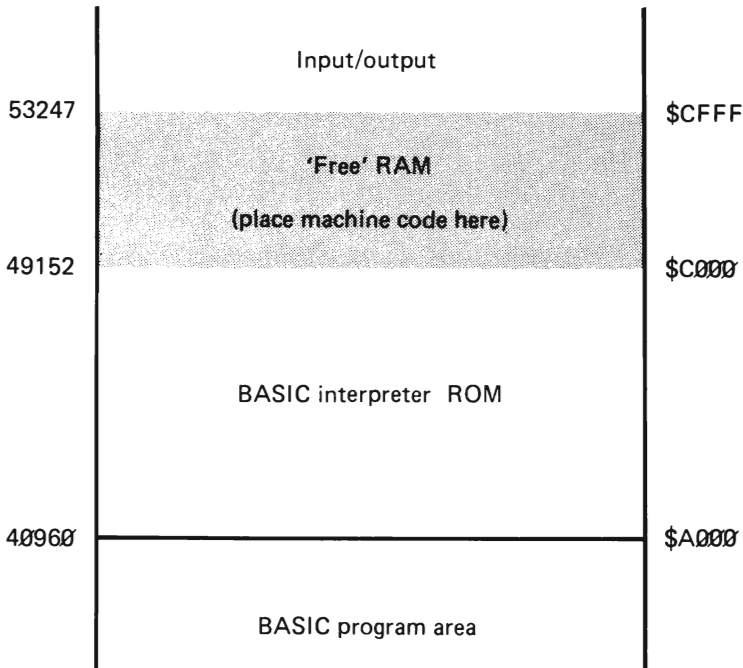 Input/output
53247
$CFFF
'Free' RAM
(place machine code here)
49152
$C000
BASIC interpreter ROM
40960
$A000
BASIC program area